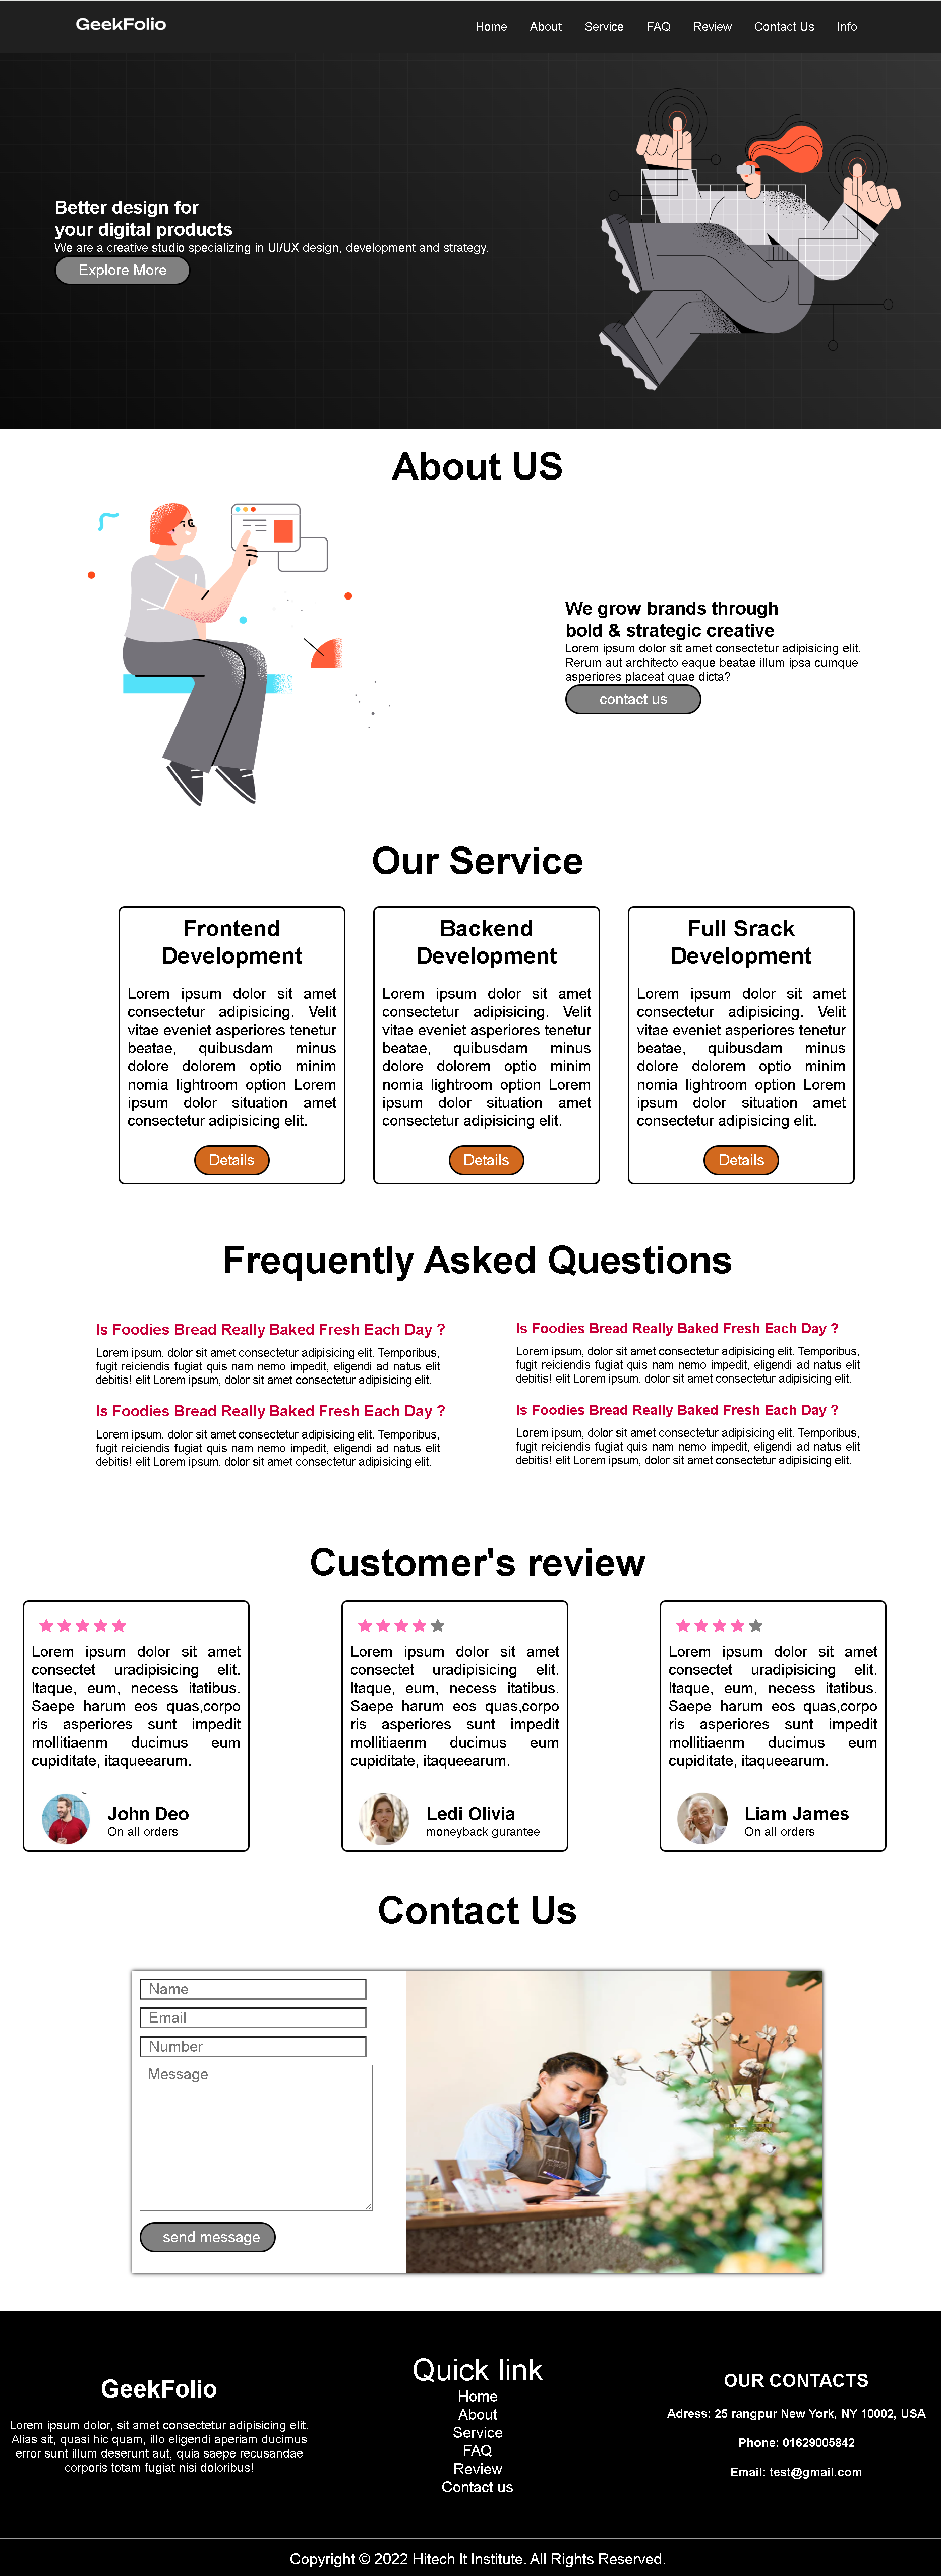 GeekFolio
Home About Service FAQ Review Contact Us Info
Better design for
your digital products
We are a creative studio specializing in UI/UX design, development and strategy.
Explore More
About US
We grow brands through
bold & strategic creative
Lorem ipsum dolor sit amet consectetur adipisicing elit.
Rerum aut architecto eaque beatae illum ipsa cumque
asperiores placeat quae dicta?
contact us
Our Service
Frontend
Development
Lorem ipsum dolor sit amet
consectetur adipisicing. Velit
vitae eveniet asperiores tenetur
beatae, quibusdam minus
dolore dolorem optio minim
nomia lightroom option Lorem
ipsum dolor situation amet
consectetur adipisicing elit.
Details
Backend
Development
Lorem ipsum dolor sit amet
consectetur adipisicing. Velit
vitae eveniet asperiores tenetur
beatae, quibusdam minus
dolore dolorem optio minim
nomia lightroom option Lorem
ipsum dolor situation amet
consectetur adipisicing elit.
Details
Full Srack
Development
Lorem ipsum dolor sit amet
consectetur adipisicing. Velit
vitae eveniet asperiores tenetur
beatae, quibusdam minus
dolore dolorem optio minim
nomia lightroom option Lorem
ipsum dolor situation amet
consectetur adipisicing elit.
Details
Frequently Asked Questions
Is Foodies Bread Really Baked Fresh Each Day ?
Lorem ipsum, dolor sit amet consectetur adipisicing elit. Temporibus,
fugit reiciendis fugiat quis nam nemo impedit, eligendi ad natus elit
debitis! elit Lorem ipsum, dolor sit amet consectetur adipisicing elit.
Is Foodies Bread Really Baked Fresh Each Day ?
Lorem ipsum, dolor sit amet consectetur adipisicing elit. Temporibus,
fugit reiciendis fugiat quis nam nemo impedit, eligendi ad natus elit
debitis! elit Lorem ipsum, dolor sit amet consectetur adipisicing elit.
Is Foodies Bread Really Baked Fresh Each Day ?
Lorem ipsum, dolor sit amet consectetur adipisicing elit. Temporibus,
fugit reiciendis fugiat quis nam nemo impedit, eligendi ad natus elit
debitis! elit Lorem ipsum, dolor sit amet consectetur adipisicing elit.
Is Foodies Bread Really Baked Fresh Each Day ?
Lorem ipsum, dolor sit amet consectetur adipisicing elit. Temporibus,
fugit reiciendis fugiat quis nam nemo impedit, eligendi ad natus elit
debitis! elit Lorem ipsum, dolor sit amet consectetur adipisicing elit.
Customer's review
Lorem ipsum dolor sit amet
consectet uradipisicing elit.
Itaque, eum, necess itatibus.
Saepe harum eos quas,corpo
ris asperiores sunt impedit
mollitiaenm ducimus eum
cupiditate, itaqueearum.
John Deo
On all orders
Lorem ipsum dolor sit amet
consectet uradipisicing elit.
Itaque, eum, necess itatibus.
Saepe harum eos quas,corpo
ris asperiores sunt impedit
mollitiaenm ducimus eum
cupiditate, itaqueearum.
Ledi Olivia
moneyback gurantee
Lorem ipsum dolor sit amet
consectet uradipisicing elit.
Itaque, eum, necess itatibus.
Saepe harum eos quas,corpo
ris asperiores sunt impedit
mollitiaenm ducimus eum
cupiditate, itaqueearum.
Liam James
On all orders
Contact Us
Name
Email
Number
Message
send message
GeekFolio
Lorem ipsum dolor, sit amet consectetur adipisicing elit.
Alias sit, quasi hic quam, illo eligendi aperiam ducimus
error sunt illum deserunt aut, quia saepe recusandae
corporis totam fugiat nisi doloribus!
Quick link
Home
About
Service
FAQ
Review
Contact us
OUR CONTACTS
Adress: 25 rangpur New York, NY 10002, USA
Phone: 01629005842
Email: test@gmail.com
Copyright © 2022 Hitech It Institute. All Rights Reserved.